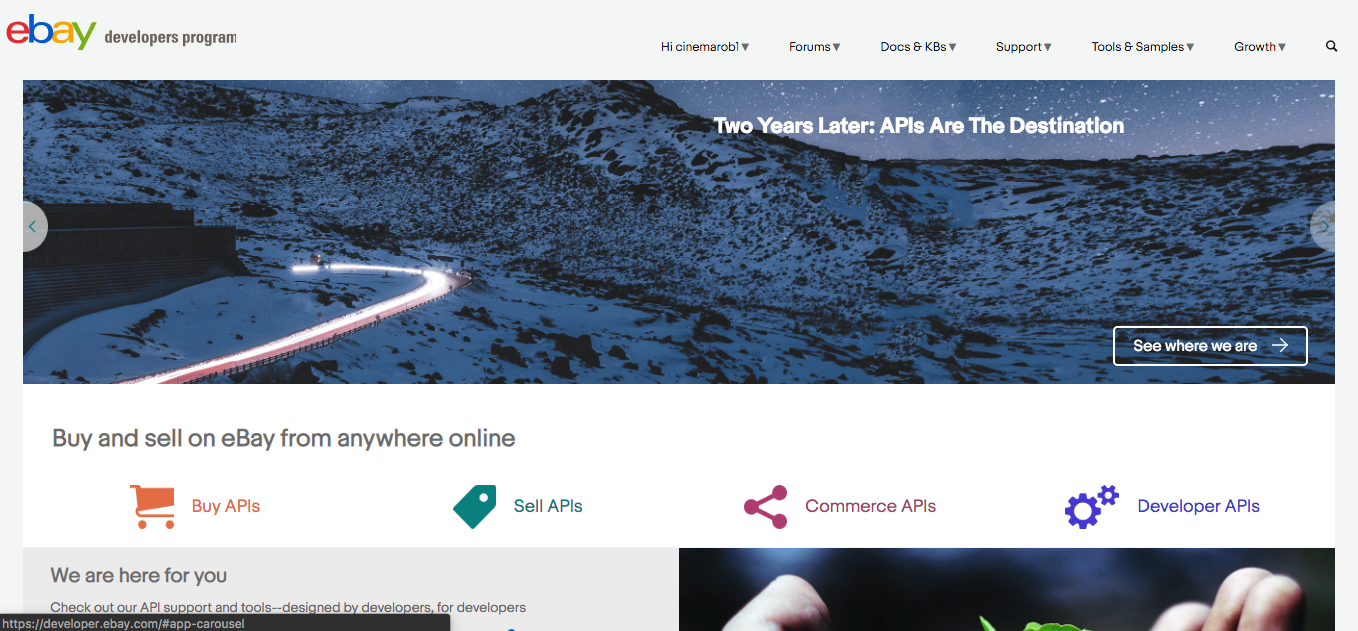 ebay developers program
Hi cinemarob1▼ Forums▼ Docs & KBs▼ Support▼ Tools & Samples▼ Growth▼
Two Years Later: APIs Are The Destination
See where we are →
Buy and sell on eBay from anywhere online
Buy APIs Sell APIs Commerce APIs Developer APIs
We are here for you
Check out our API support and tools--designed by developers, for developers
https://developer.ebay.com/#app-carousel